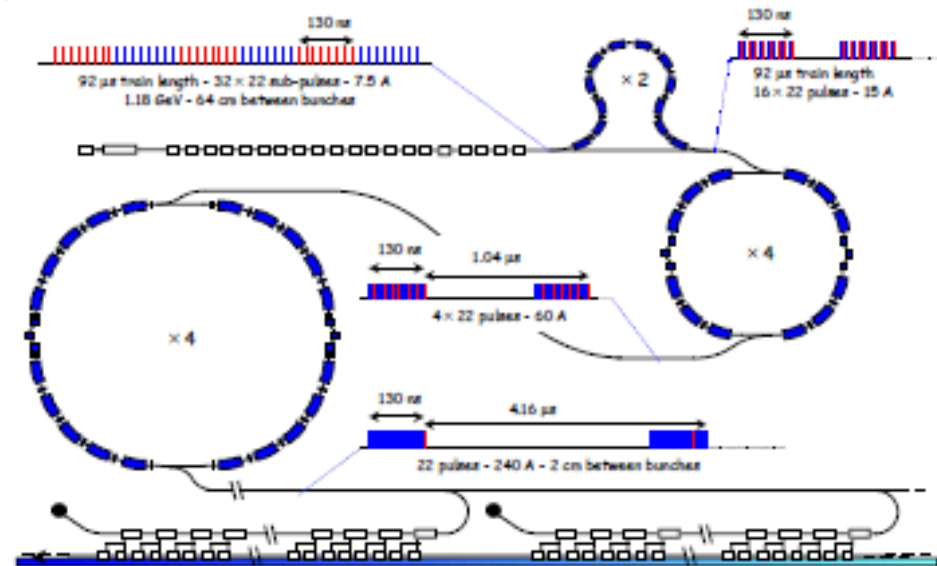 130 ns
92 µs train length - 32 × 22 sub-pulses - 7.5 A
1.18 GeV - 64 cm between bunches
× 2
130 ns
92 µs train length
16 × 22 pulses - 15 A
× 4
130 ns
1.04 µs
4 × 22 pulses - 60 A
× 4
130 ns
4.16 µs
22 pulses - 240 A - 2 cm between bunches